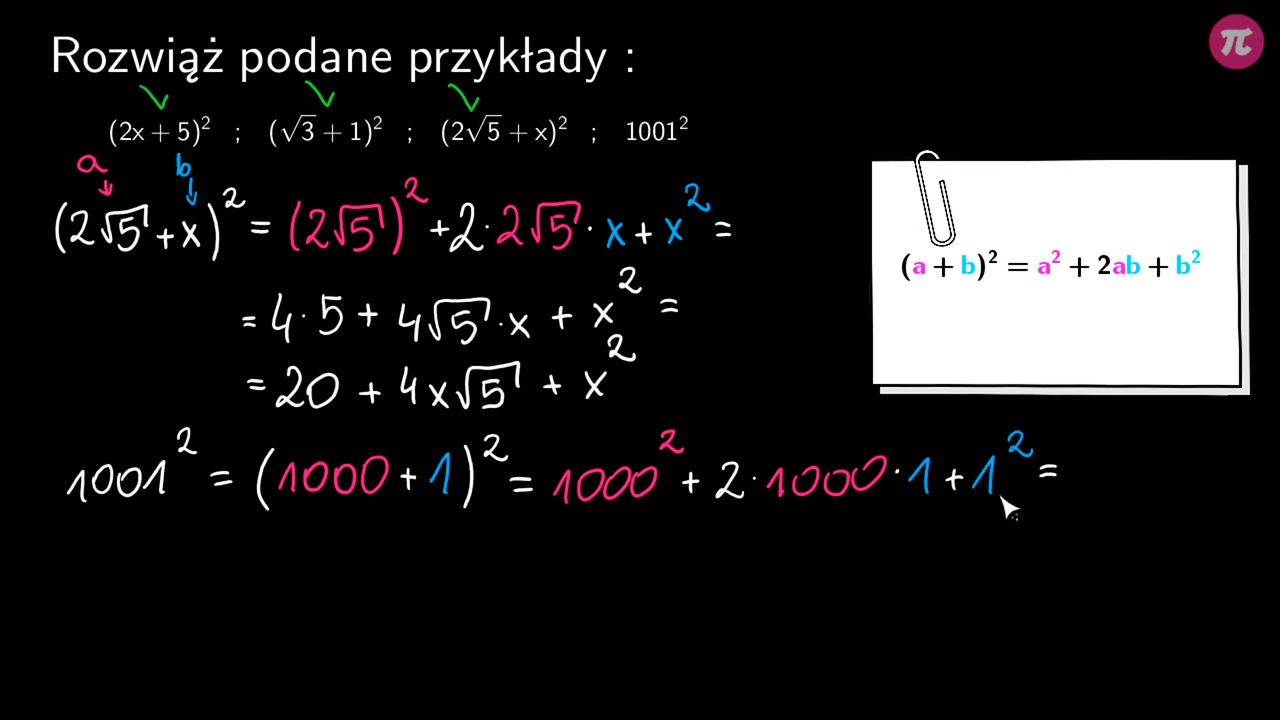 Rozwiąż podane przykłady :
π
(2x + 5)² ; (√3 + 1)² ; (2√5 + x)² ; 1001²
a b
(2√5 + x)² = (2√5)² + 2 · 2√5 · x + x² =
(a + b)² = a² + 2ab + b²
= 4 · 5 + 4√5 · x + x² =
= 20 + 4x√5 + x²
1001² = (1000 + 1)² = 1000² + 2 · 1000 · 1 + 1² =